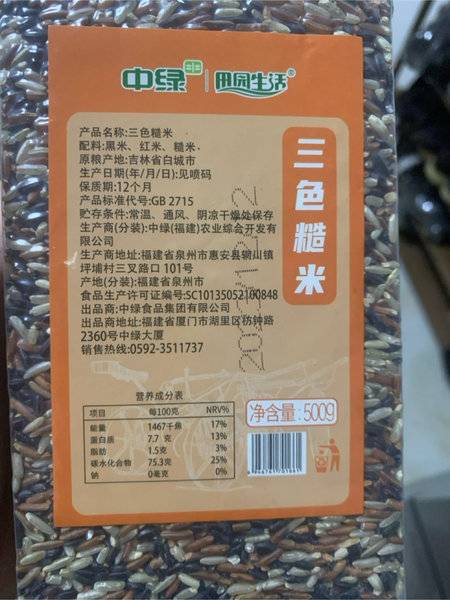 中绿 田园生活®
三色糙米
产品名称:三色糙米
配料:黑米、红米、糙米
原粮产地:吉林省白城市
生产日期(年/月/日):见喷码
保质期:12个月
产品标准代号:GB 2715
贮存条件:常温、通风、阴凉干燥处保存
生产商(分装):中绿(福建)农业综合开发有
限公司
生产商地址:福建省泉州市惠安县辋川镇
坪埔村三叉路口 101号
产地(分装):福建省泉州市
食品生产许可证编号:SC10135052100848
出品商:中绿食品集团有限公司
出品商地址:福建省厦门市湖里区枋钟路
2360号中绿大厦
销售热线:0592-3511737
营养成分表
项目 每100克 NRV%
能量 1467千焦 17%
蛋白质 7.7 克 13%
脂肪 1.5克 3%
碳水化合物 75.3克 25%
钠 0毫克 0%
净含量:500g